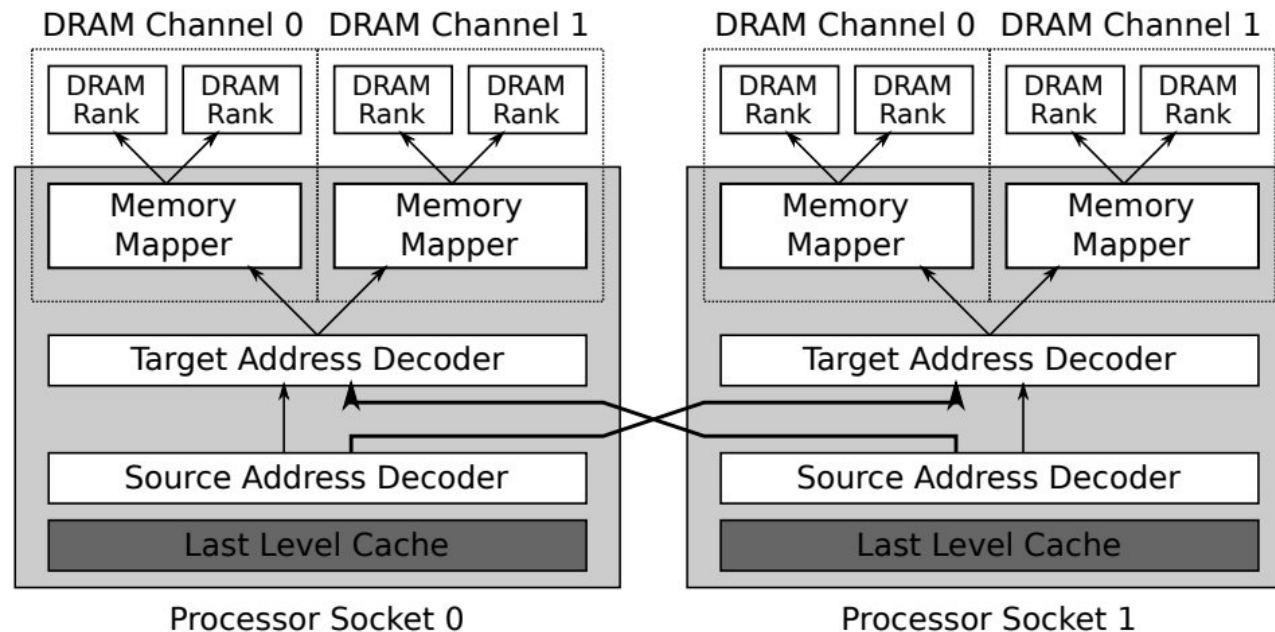 DRAM Channel 0 DRAM Channel 1 DRAM Channel 0 DRAM Channel 1
DRAM DRAM DRAM DRAM DRAM DRAM DRAM DRAM
Rank Rank Rank Rank Rank Rank Rank Rank
Memory Memory Memory Memory
Mapper Mapper Mapper Mapper
Target Address Decoder Target Address Decoder
Source Address Decoder Source Address Decoder
Last Level Cache Last Level Cache
Processor Socket 0 Processor Socket 1